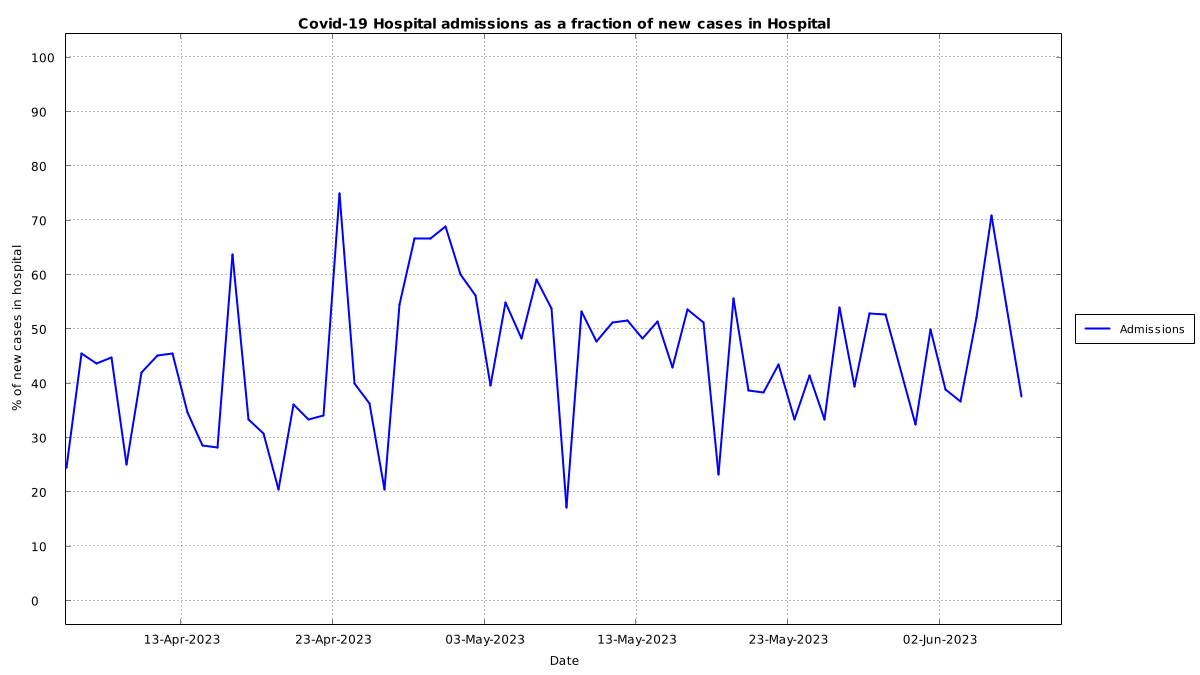 Covid-19 Hospital admissions as a fraction of new cases in Hospital
100
90
80
70
60
50
40
30
20
10
0
% of new cases in hospital
13-Apr-2023
23-Apr-2023
03-May-2023
13-May-2023
23-May-2023
02-Jun-2023
Date
Admissions